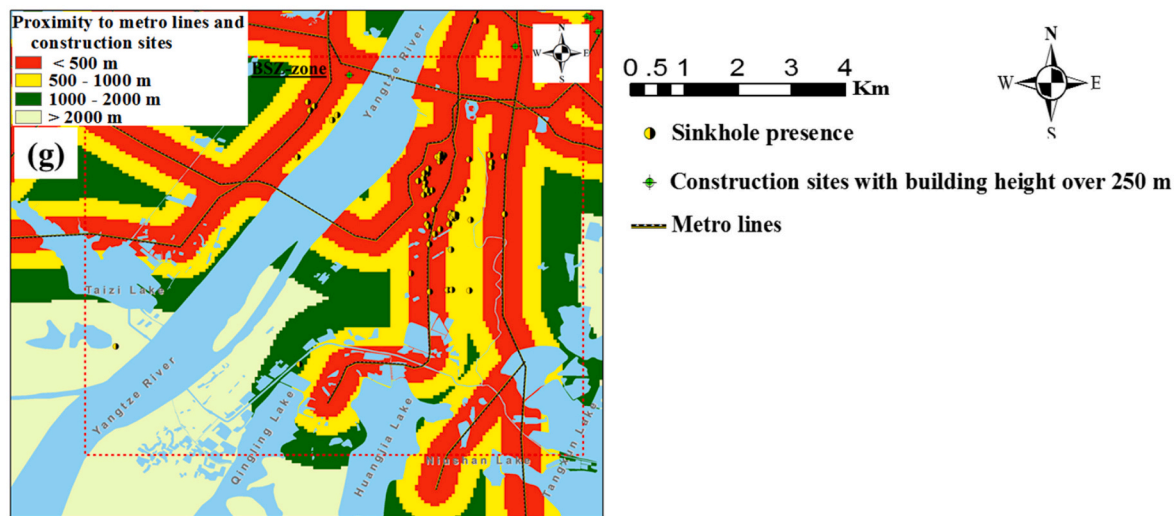 Proximity to metro lines and
construction sites
< 500 m
500 - 1000 m
1000 - 2000 m
> 2000 m
(g)
BSZ zone
N
W E
S
Yangtze River
Taizi Lake
Yangtze River
Qingling Lake
Huangjia Lake
Niushan Lake
Tangxun Lake
0 .5 1 2 3 4
Km
N
W E
S
Sinkhole presence
Construction sites with building height over 250 m
Metro lines